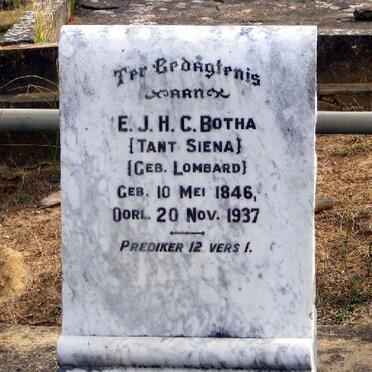 Ter Gedagtenis
AAN
E. J. H. C. BOTHA
{TANT SIENA}
{GEB. LOMBARD}
GEB. 10 MEI 1846,
OORL. 20 NOV. 1937
PREDIKER 12 VERS 1.